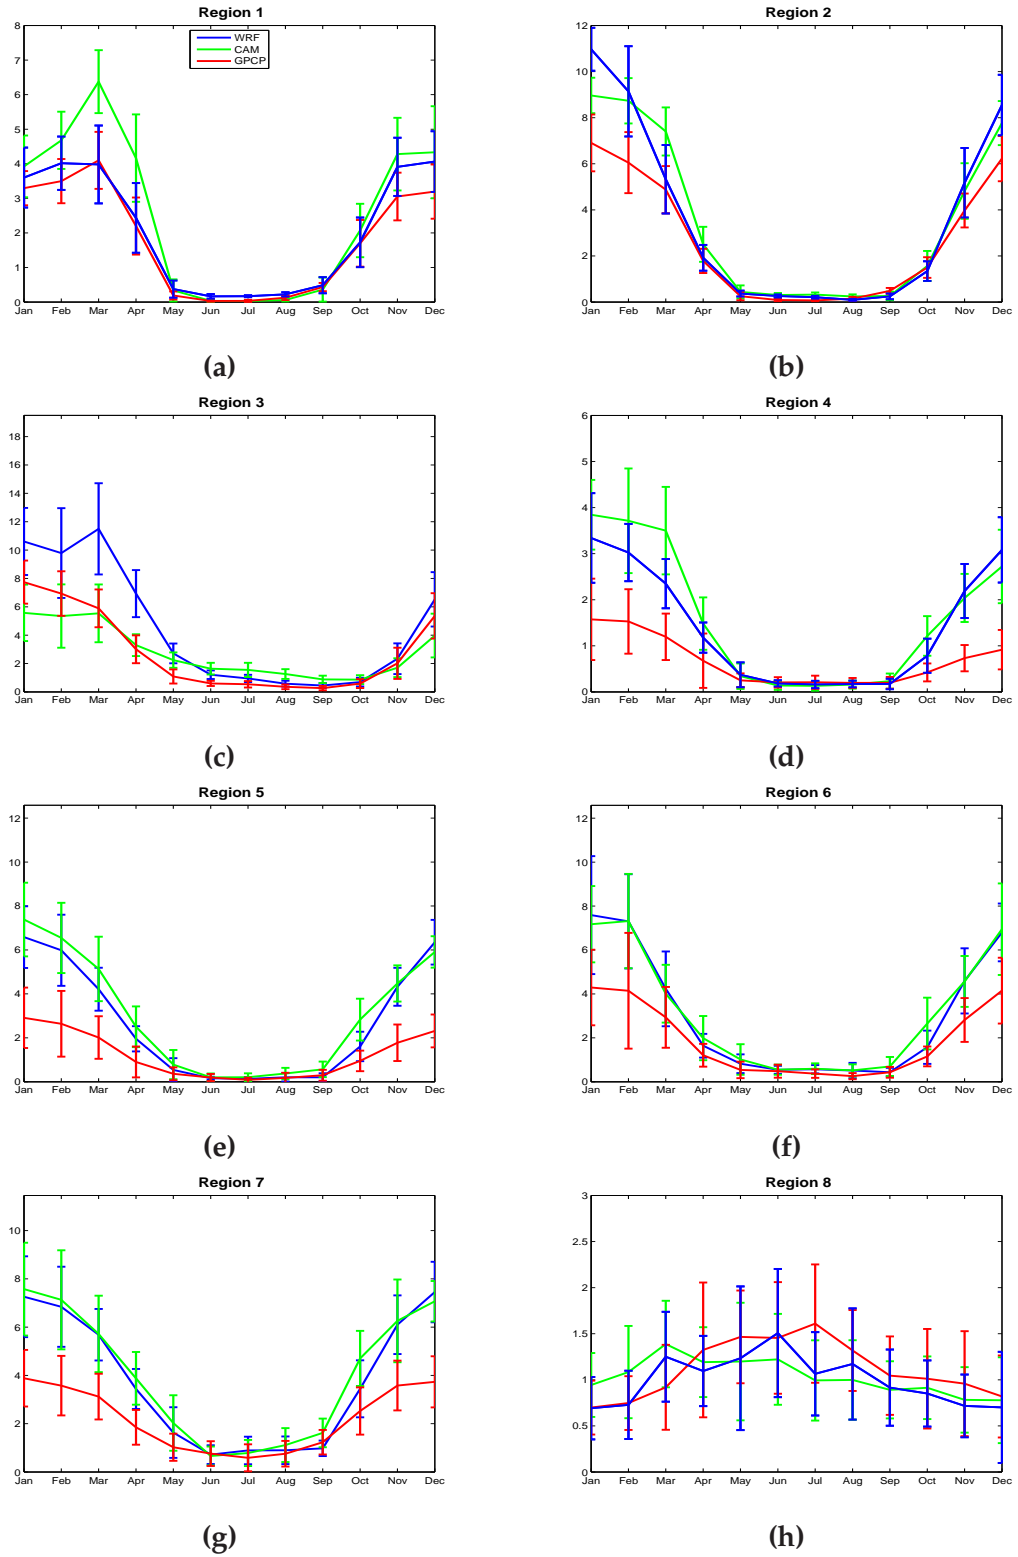 Region 1
8
7
6
5
4
3
2
1
0
WRF
CAM
GPCP
Jan Feb Mar Apr May Jun Jul Aug Sep Oct Nov Dec
(a)
Region 2
12
10
8
6
4
2
0
Jan Feb Mar Apr May Jun Jul Aug Sep Oct Nov Dec
(b)
Region 3
18
16
14
12
10
8
6
4
2
0
Jan Feb Mar Apr May Jun Jul Aug Sep Oct Nov Dec
(c)
Region 4
6
5
4
3
2
1
0
Jan Feb Mar Apr May Jun Jul Aug Sep Oct Nov Dec
(d)
Region 5
12
10
8
6
4
2
0
Jan Feb Mar Apr May Jun Jul Aug Sep Oct Nov Dec
(e)
Region 6
12
10
8
6
4
2
0
Jan Feb Mar Apr May Jun Jul Aug Sep Oct Nov Dec
(f)
Region 7
10
8
6
4
2
0
Jan Feb Mar Apr May Jun Jul Aug Sep Oct Nov Dec
(g)
Region 8
3
2.5
2
1.5
1
0.5
0
Jan Feb Mar Apr May Jun Jul Aug Sep Oct Nov Dec
(h)